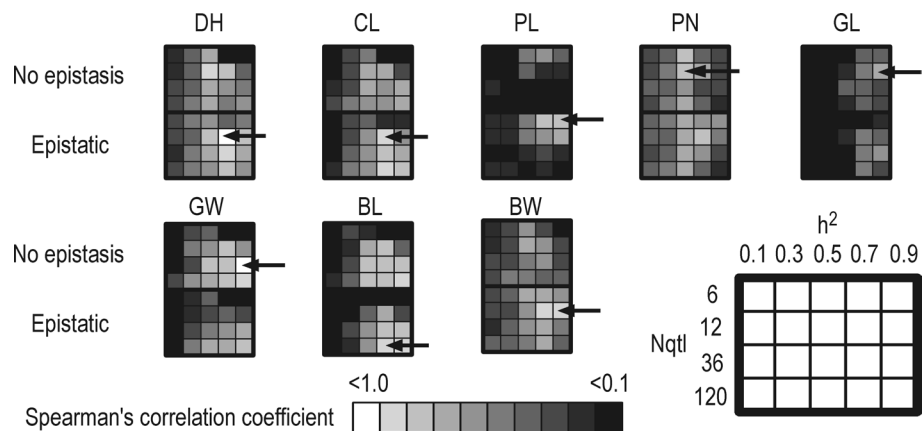 DH CL PL PN GL
No epistasis
Epistatic
GW BL BW
No epistasis
Epistatic
h2
0.1 0.3 0.5 0.7 0.9
Nqtl
6
12
36
120
<1.0 <0.1
Spearman's correlation coefficient